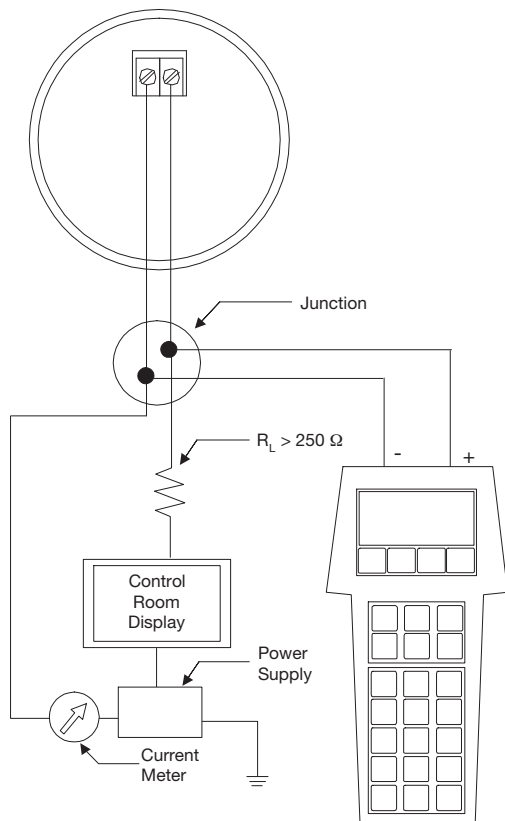 Junction
R_L > 250 Ω
- +
Control
Room
Display
Power
Supply
Current
Meter